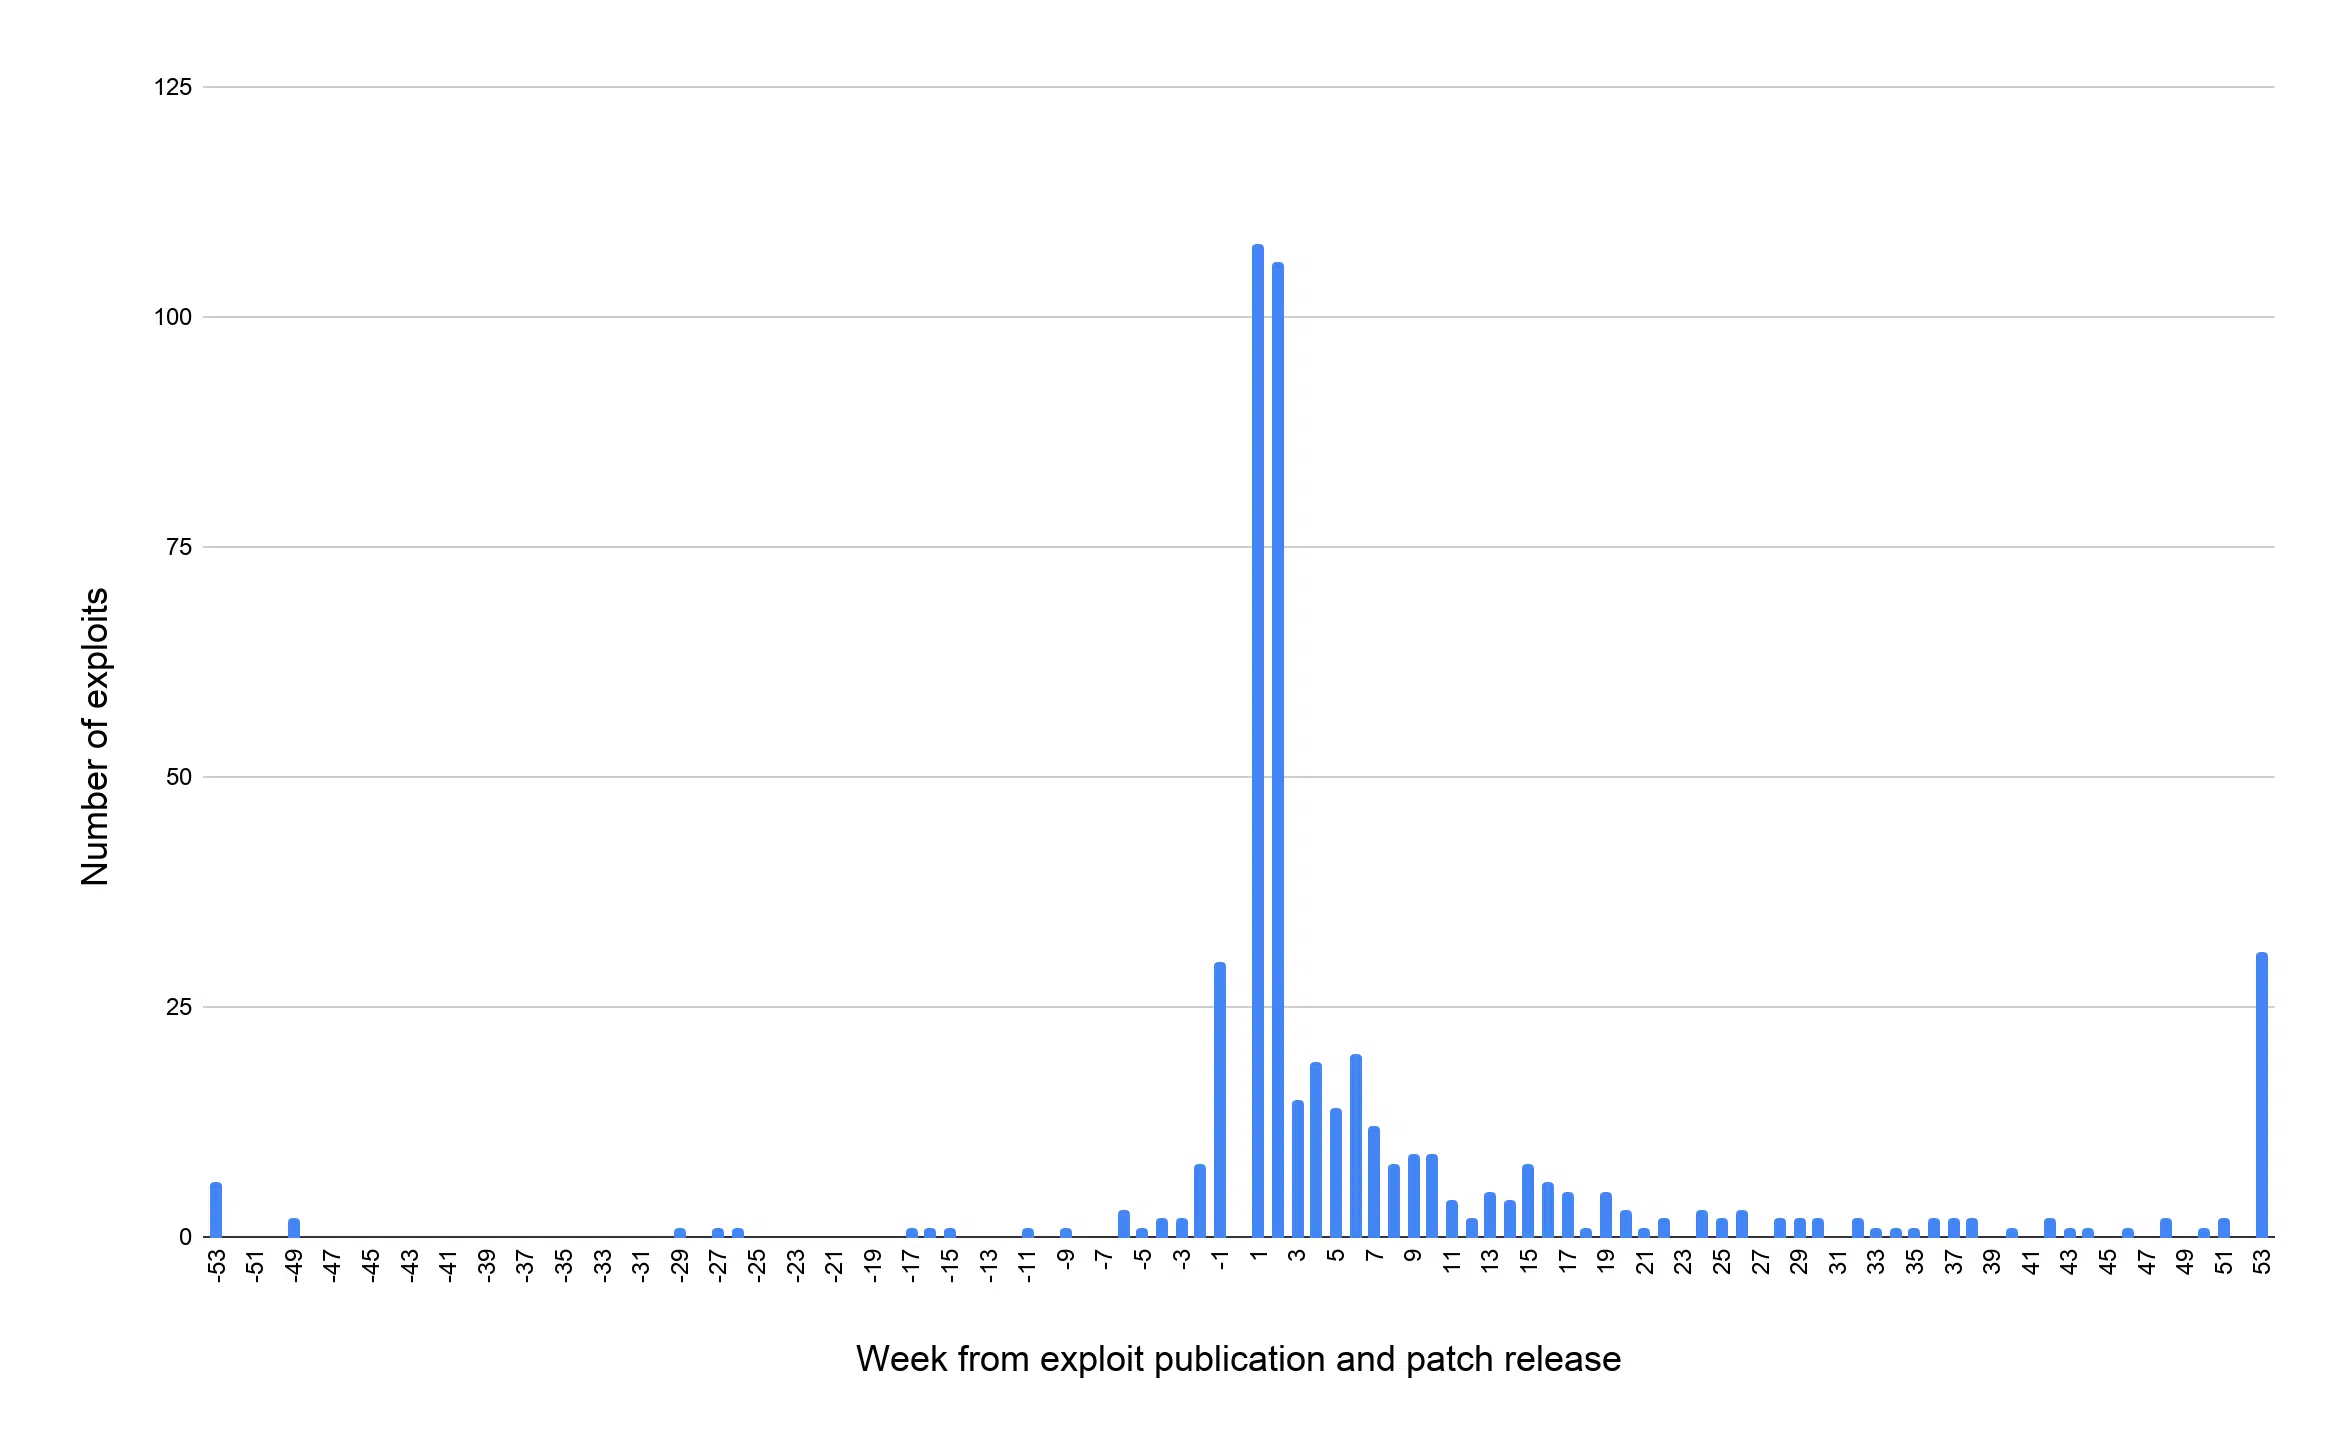 125
100
75
50
25
0
Number of exploits
-53 -51 -49 -47 -45 -43 -41 -39 -37 -35 -33 -31 -29 -27 -25 -23 -21 -19 -17 -15 -13 -11 -9 -7 -5 -3 -1 1 3 5 7 9 11 13 15 17 19 21 23 25 27 29 31 33 35 37 39 41 43 45 47 49 51 53
Week from exploit publication and patch release